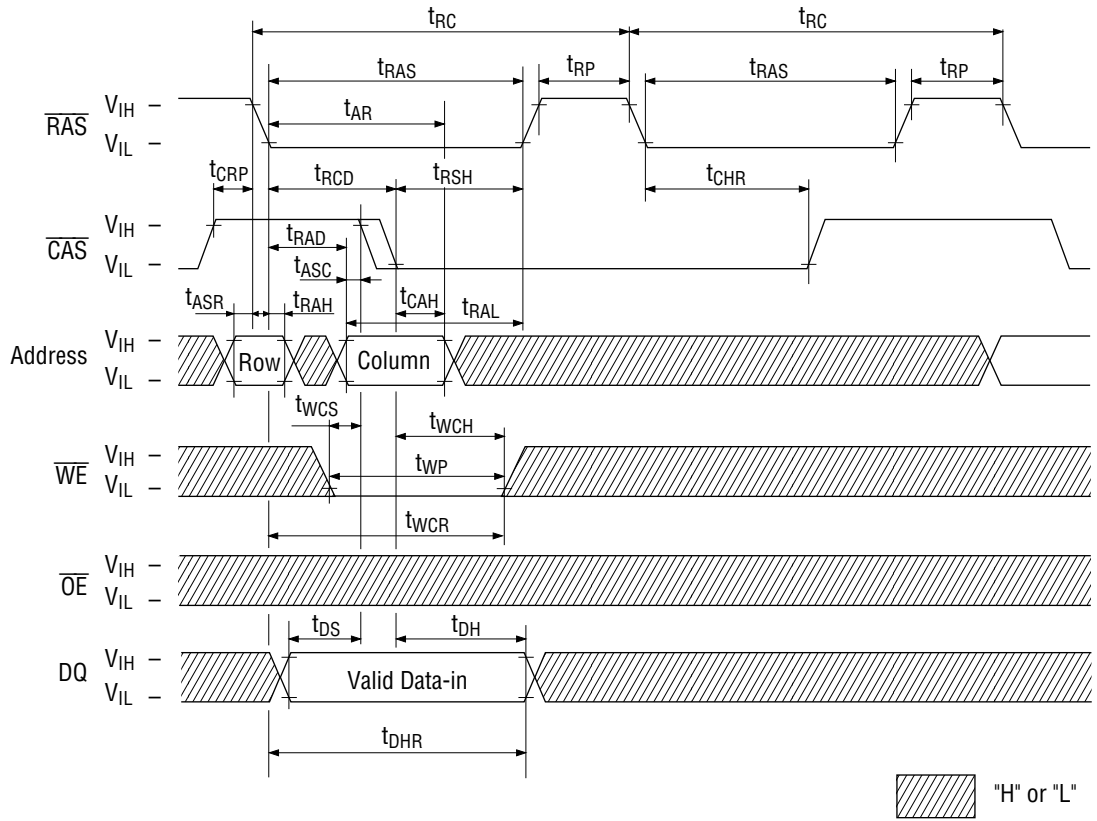 tRC tRC
tRAS tRP tRAS tRP
RAS VIH –
VIL –
tAR
tCRP tRCD tRSH tCHR
CAS VIH –
VIL –
tRAD
tASC
tASR tRAH tCAH tRAL
Address VIH –
VIL –
Row Column
tWCS tWCH
WE VIH –
VIL –
tWP
tWCR
OE VIH –
VIL –
tDS tDH
DQ VIH –
VIL –
Valid Data-in
tDHR
"H" or "L"